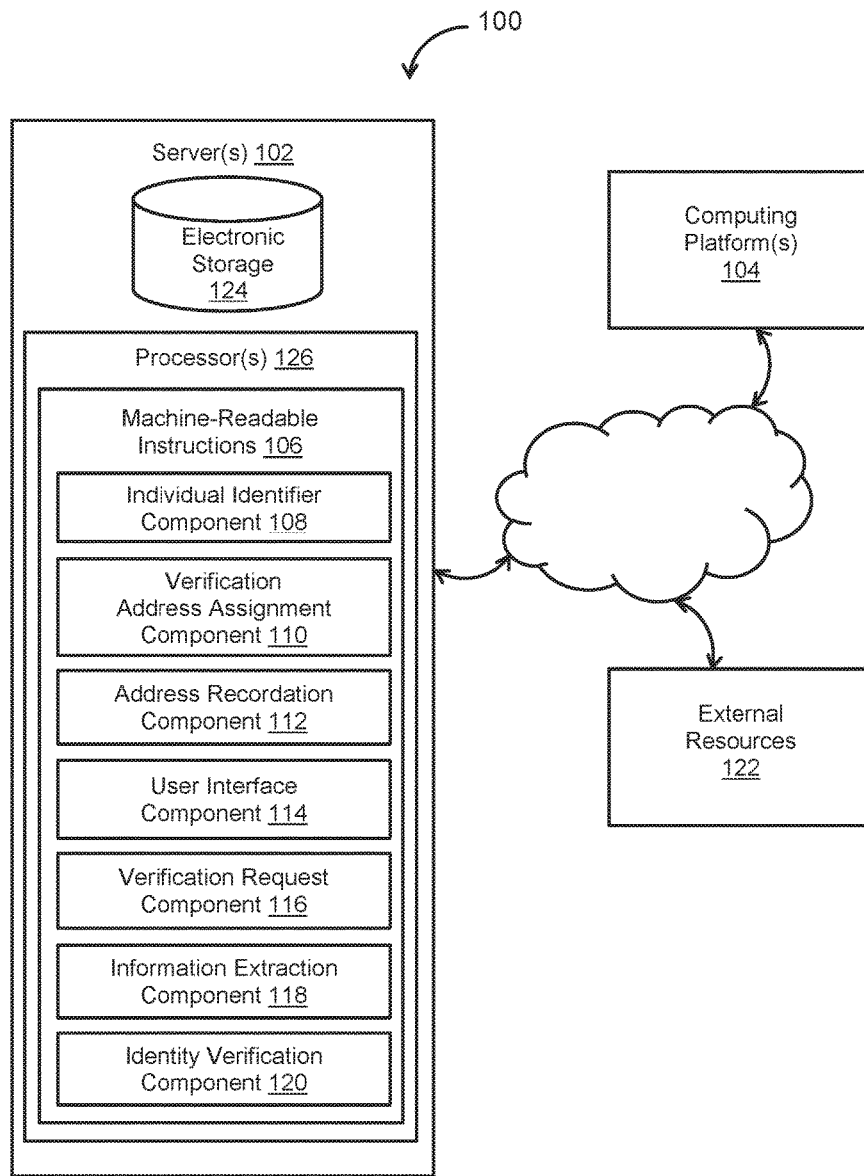 100
Server(s) 102
Electronic
Storage
124
Processor(s) 126
Machine-Readable
Instructions 106
Individual Identifier
Component 108
Verification
Address Assignment
Component 110
Address Recordation
Component 112
User Interface
Component 114
Verification Request
Component 116
Information Extraction
Component 118
Identity Verification
Component 120
Computing
Platform(s)
104
External
Resources
122